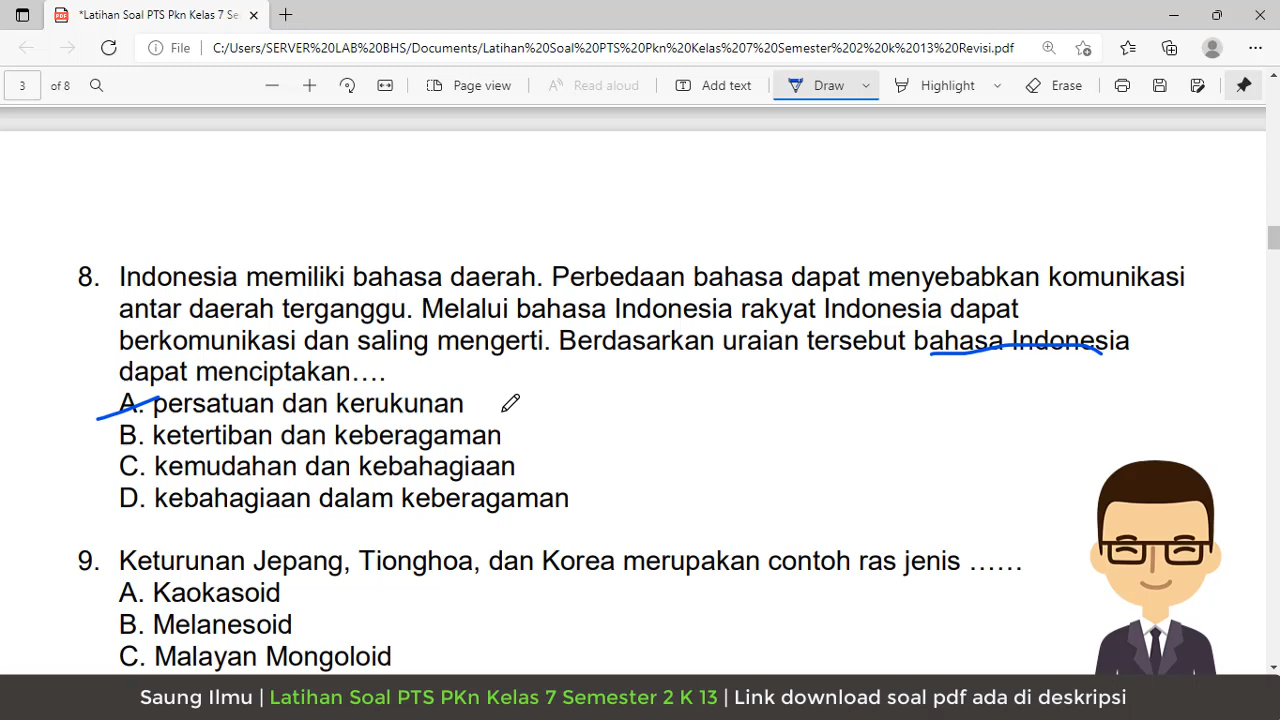 *Latihan Soal PTS Pkn Kelas 7 Se
File
C:/Users/SERVER%20LAB%20BHS/Documents/Latihan%20Soal%20PTS%20Pkn%20Kelas%207%20Semester%202%20k%2013%20Revisi.pdf
3 of 8 Page view Read aloud Add text Draw Highlight Erase
8. Indonesia memiliki bahasa daerah. Perbedaan bahasa dapat menyebabkan komunikasi
antar daerah terganggu. Melalui bahasa Indonesia rakyat Indonesia dapat
berkomunikasi dan saling mengerti. Berdasarkan uraian tersebut bahasa Indonesia
dapat menciptakan….
A. persatuan dan kerukunan
B. ketertiban dan keberagaman
C. kemudahan dan kebahagiaan
D. kebahagiaan dalam keberagaman
9. Keturunan Jepang, Tionghoa, dan Korea merupakan contoh ras jenis ……
A. Kaokasoid
B. Melanesoid
C. Malayan Mongoloid
Saung Ilmu | Latihan Soal PTS PKn Kelas 7 Semester 2 K 13 | Link download soal pdf ada di deskripsi